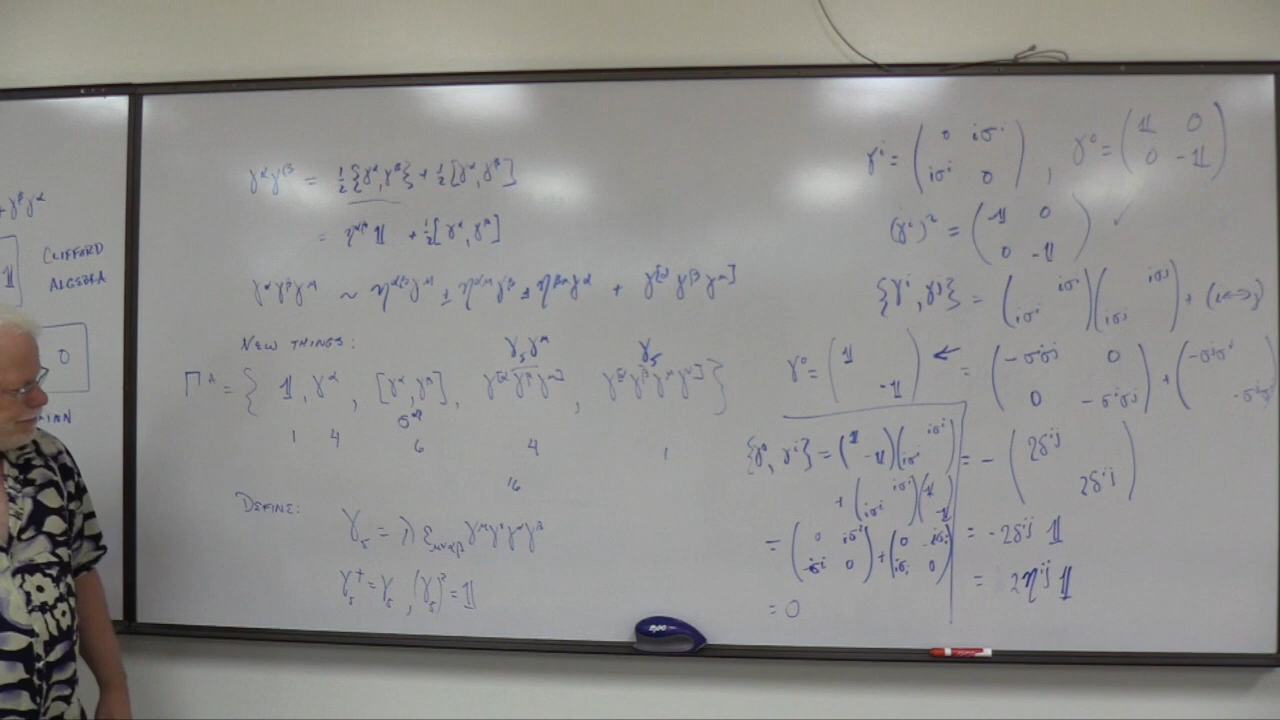 + γ^β γ^α
𝟙
CLIFFORD
ALGEBRA
0
γ^α γ^β = ½{γ^α, γ^β} + ½[γ^α, γ^β]
= η^{αβ} 𝟙 + ½[γ^α, γ^β]
γ^α γ^β γ^μ ~ η^{αβ} γ^μ ∓ η^{αμ} γ^β ± η^{βμ} γ^α + γ^{[α} γ^β γ^{μ]}
NEW THINGS:
γ_5 γ^μ γ_5
Γ^A = { 𝟙, γ^α, [γ^α, γ^β], γ^{[α} γ^β γ^{μ]}, γ^{[α} γ^β γ^μ γ^{ν]} }
σ^{αβ}
1 4 6 4 1
16
DEFINE:
γ_5 = λ ε_{μναβ} γ^μ γ^ν γ^α γ^β
γ_5^† = γ_5, (γ_5)^2 = 𝟙
γ^i = ( 0 iσ^i ; iσ^i 0 ), γ^0 = ( 𝟙 0 ; 0 -𝟙 )
(γ^i)^2 = ( -𝟙 0 ; 0 -𝟙 ) ✓
{γ^i, γ^j} = ( iσ^i ; iσ^i )( iσ^j ; iσ^j ) + (i↔j)
γ^0 = ( 𝟙 ; -𝟙 ) ←
= ( -σ^i σ^j 0 ; 0 -σ^i σ^j ) + ( -σ^j σ^i ; -σ^j σ^i )
{γ^0, γ^i} = ( 𝟙 ; -𝟙 )( iσ^i ; iσ^i )
+ ( iσ^i ; iσ^i )( 𝟙 ; -𝟙 )
= ( 0 iσ^i ; -iσ^i 0 ) + ( 0 -iσ^i ; iσ^i 0 )
= 0
= - ( 2δ^{ij} ; 2δ^{ij} )
= -2δ^{ij} 𝟙
= 2η^{ij} 𝟙
EXPO